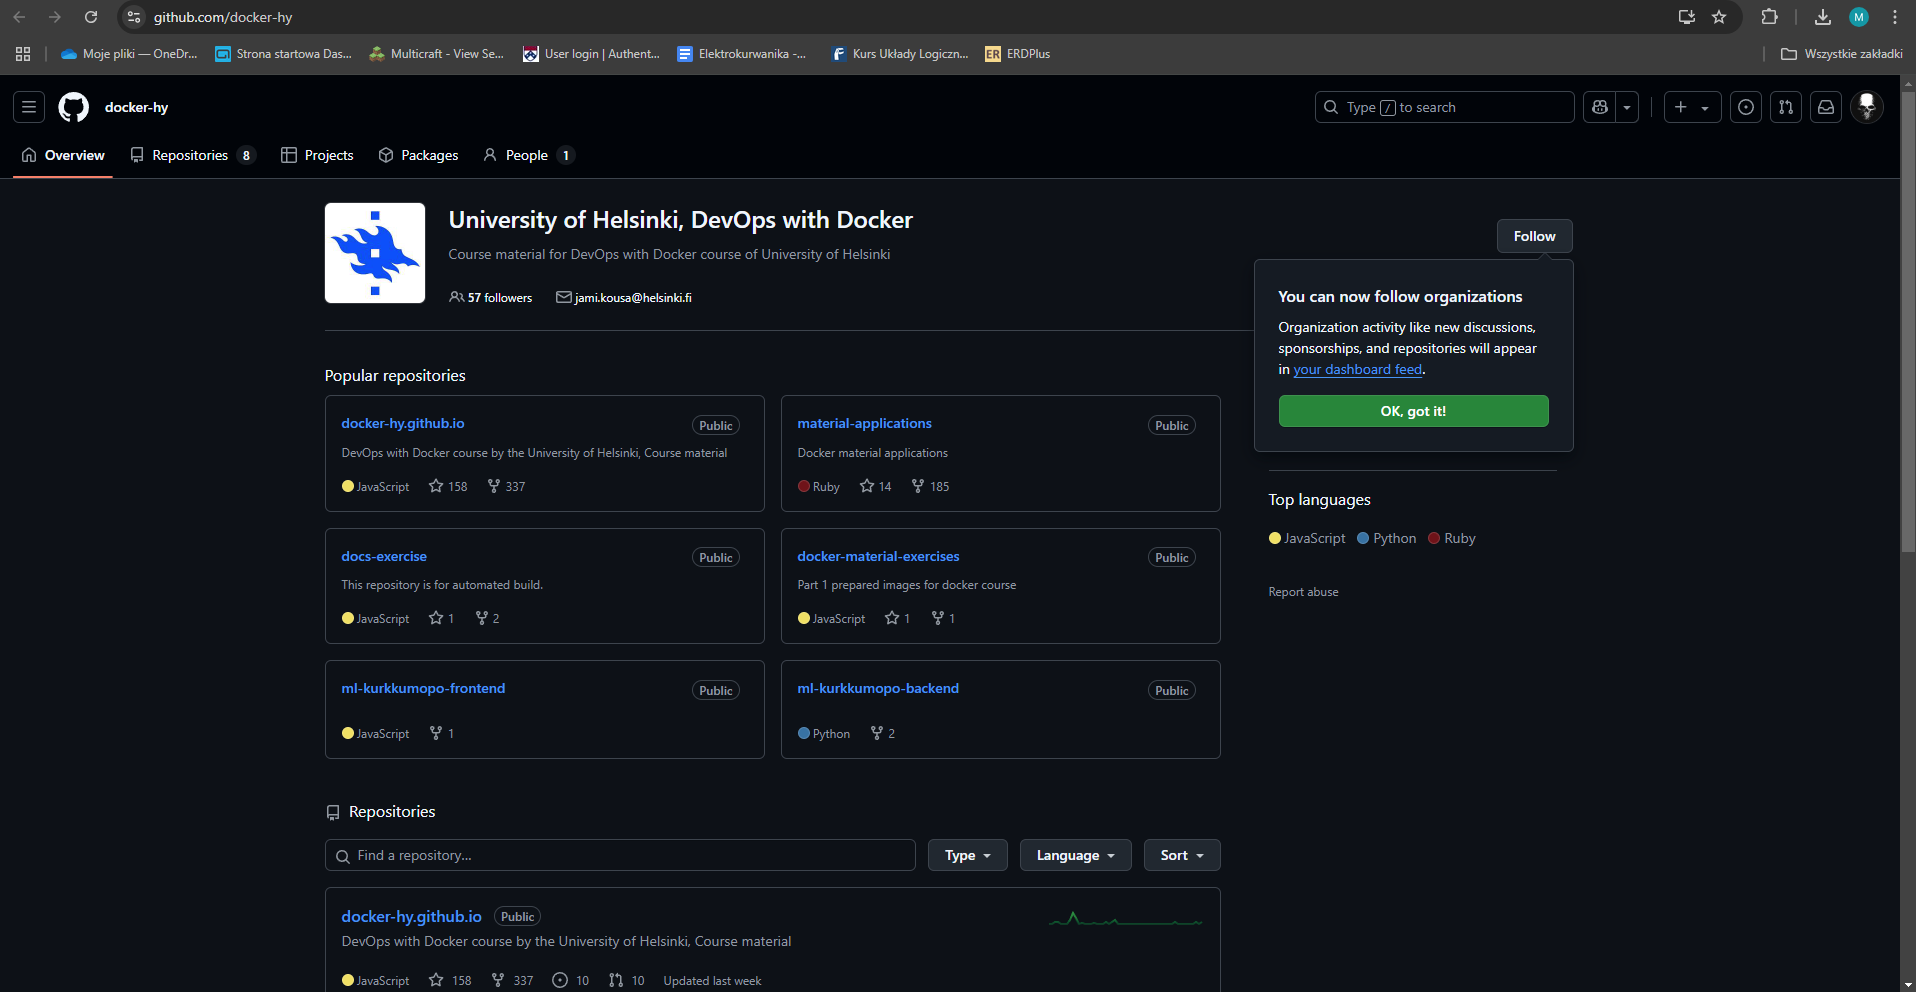 github.com/docker-hy
Moje pliki — OneDr...
Strona startowa Das...
Multicraft - View Se...
User login | Authent...
Elektrokurwanika -...
Kurs Układy Logiczn...
ER ERDPlus
Wszystkie zakładki
docker-hy
Type / to search
M
Overview
Repositories 8
Projects
Packages
People 1
University of Helsinki, DevOps with Docker
Course material for DevOps with Docker course of University of Helsinki
57 followers
jami.kousa@helsinki.fi
Follow
You can now follow organizations
Organization activity like new discussions,
sponsorships, and repositories will appear
in your dashboard feed.
OK, got it!
Popular repositories
docker-hy.github.io Public
DevOps with Docker course by the University of Helsinki, Course material
JavaScript 158 337
material-applications Public
Docker material applications
Ruby 14 185
docs-exercise Public
This repository is for automated build.
JavaScript 1 2
docker-material-exercises Public
Part 1 prepared images for docker course
JavaScript 1 1
ml-kurkkumopo-frontend Public
JavaScript 1
ml-kurkkumopo-backend Public
Python 2
Top languages
JavaScript Python Ruby
Report abuse
Repositories
Find a repository...
Type
Language
Sort
docker-hy.github.io Public
DevOps with Docker course by the University of Helsinki, Course material
JavaScript 158 337 10 10 Updated last week